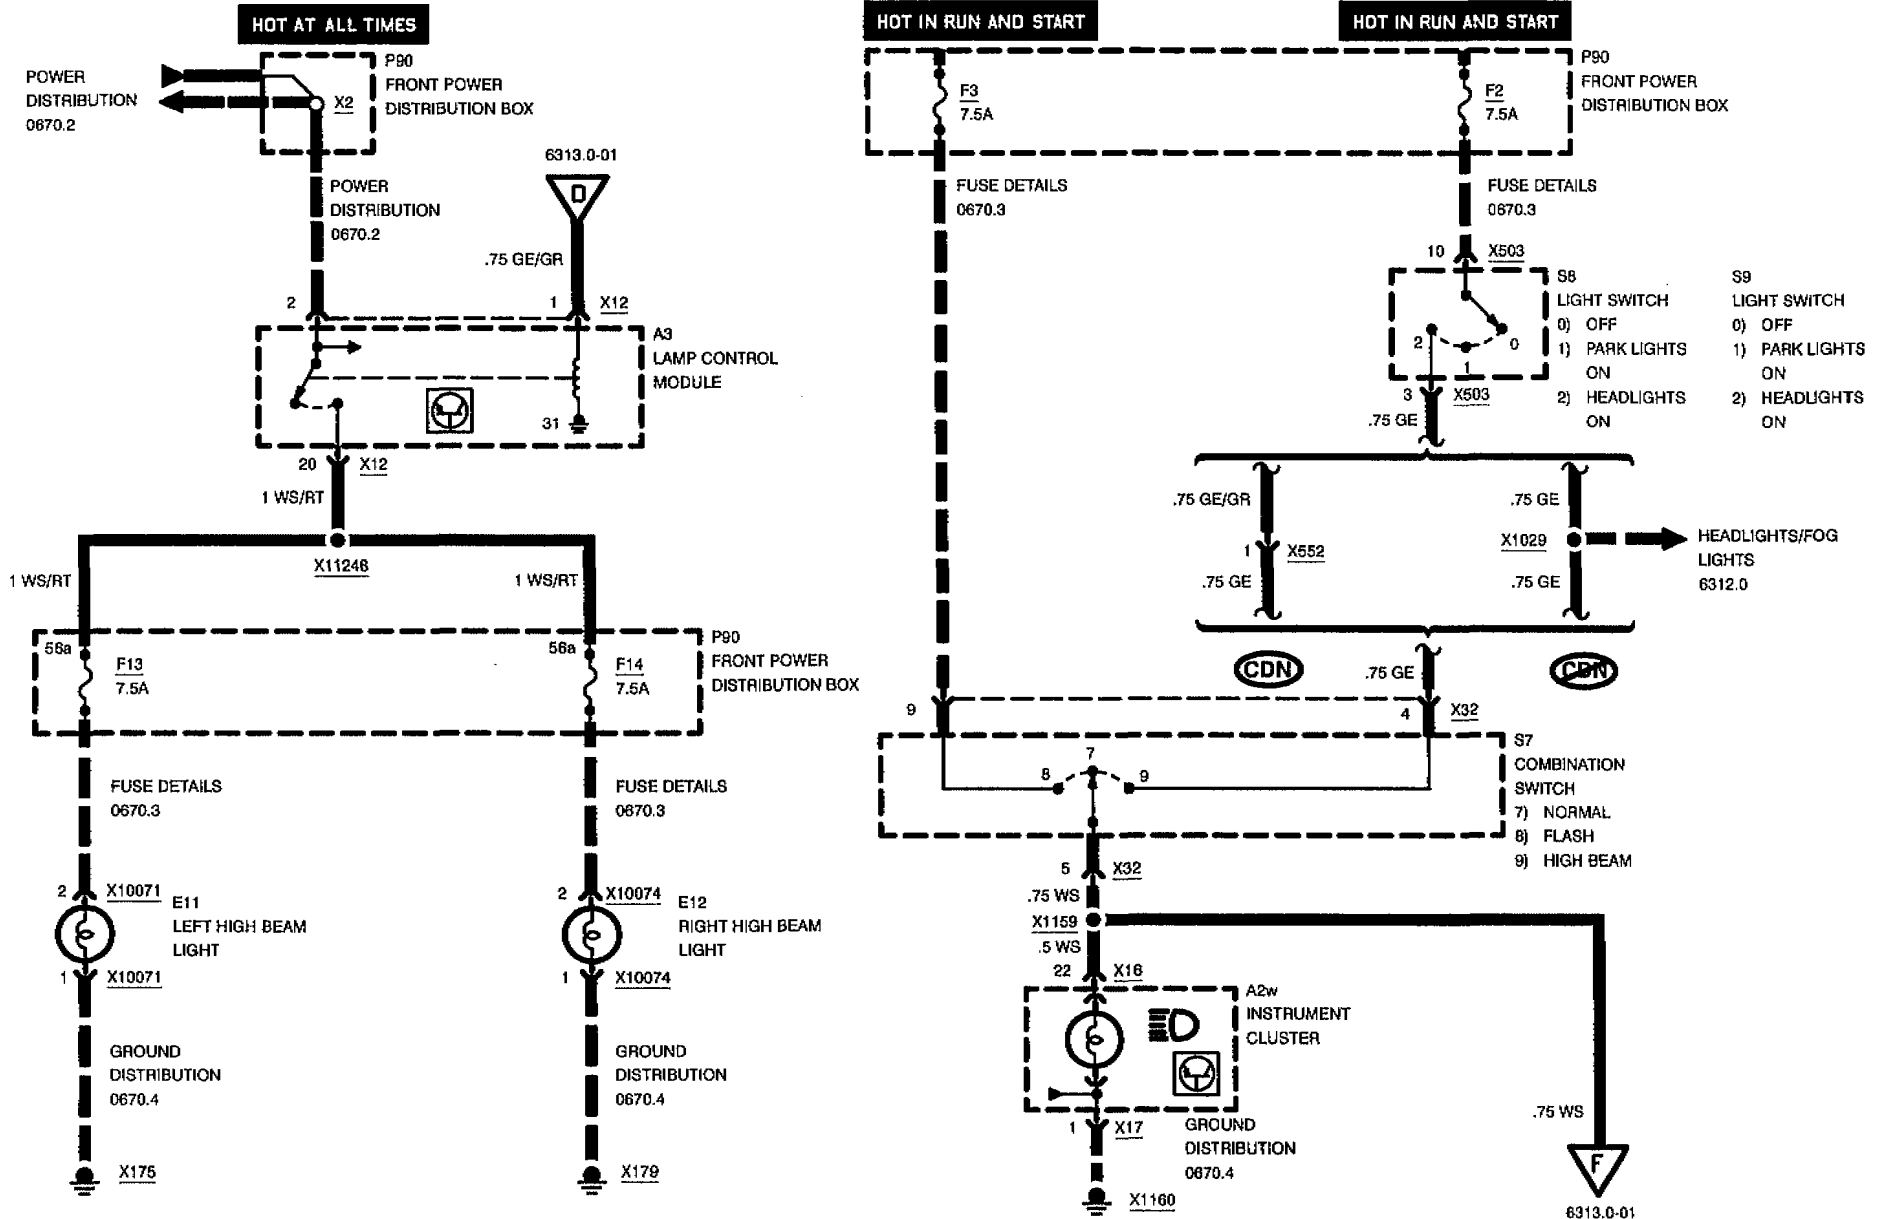 HOT AT ALL TIMES
POWER
DISTRIBUTION
0670.2
X2
P90
FRONT POWER
DISTRIBUTION BOX
POWER
DISTRIBUTION
0670.2
6313.0-01
D
.75 GE/GR
2
1
X12
A3
LAMP CONTROL
MODULE
31
20
X12
1 WS/RT
X11246
1 WS/RT
1 WS/RT
56a
F13
7.5A
56a
F14
7.5A
P90
FRONT POWER
DISTRIBUTION BOX
FUSE DETAILS
0670.3
FUSE DETAILS
0670.3
2
X10071
E11
LEFT HIGH BEAM
LIGHT
1
X10071
2
X10074
E12
RIGHT HIGH BEAM
LIGHT
1
X10074
GROUND
DISTRIBUTION
0670.4
GROUND
DISTRIBUTION
0670.4
X175
X179
HOT IN RUN AND START
HOT IN RUN AND START
F3
7.5A
F2
7.5A
P90
FRONT POWER
DISTRIBUTION BOX
FUSE DETAILS
0670.3
FUSE DETAILS
0670.3
10
X503
2
1
0
S8
LIGHT SWITCH
0) OFF
1) PARK LIGHTS
ON
2) HEADLIGHTS
ON
S9
LIGHT SWITCH
0) OFF
1) PARK LIGHTS
ON
2) HEADLIGHTS
ON
3
X503
.75 GE
.75 GE/GR
1
X552
.75 GE
.75 GE
X1029
.75 GE
HEADLIGHTS/FOG
LIGHTS
6312.0
CDN
CDN
.75 GE
9
4
X32
7
8
9
S7
COMBINATION
SWITCH
7) NORMAL
8) FLASH
9) HIGH BEAM
5
X32
.75 WS
X1159
.5 WS
22
X16
A2w
INSTRUMENT
CLUSTER
1
X17
GROUND
DISTRIBUTION
0670.4
X1160
.75 WS
F
6313.0-01